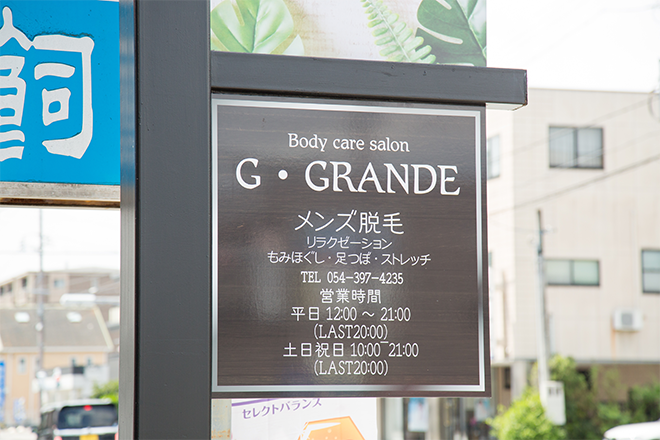 飼
Body care salon
G・GRANDE
メンズ脱毛
リラクゼーション
もみほぐし・足つぼ・ストレッチ
TEL 054-397-4235
営業時間
平日 12:00 ～ 21:00
(LAST20:00)
土日祝日 10:00~21:00
(LAST20:00)
セレクトバランス